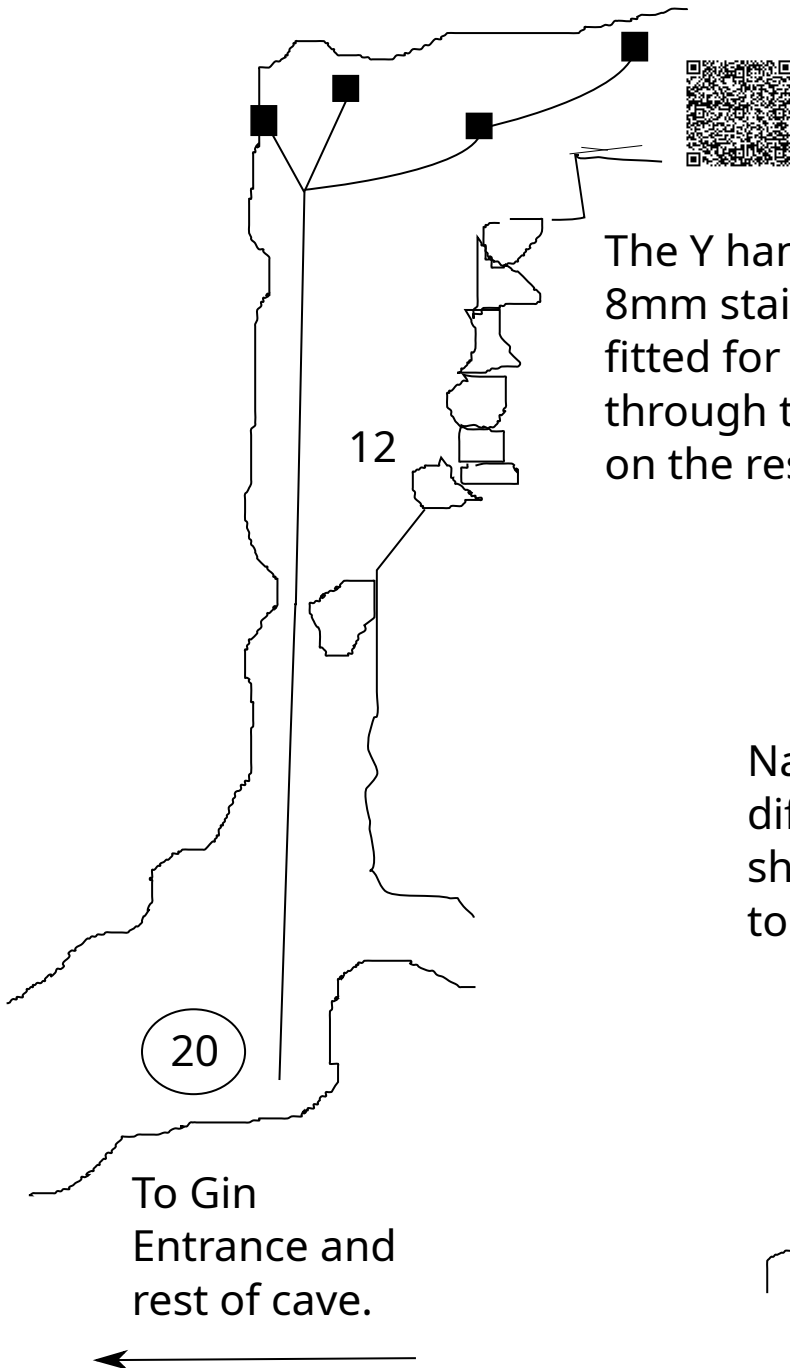 The Y han
8mm stai
fitted for
through t
on the res
12
Na
dif
sh
to
20
To Gin
Entrance and
rest of cave.